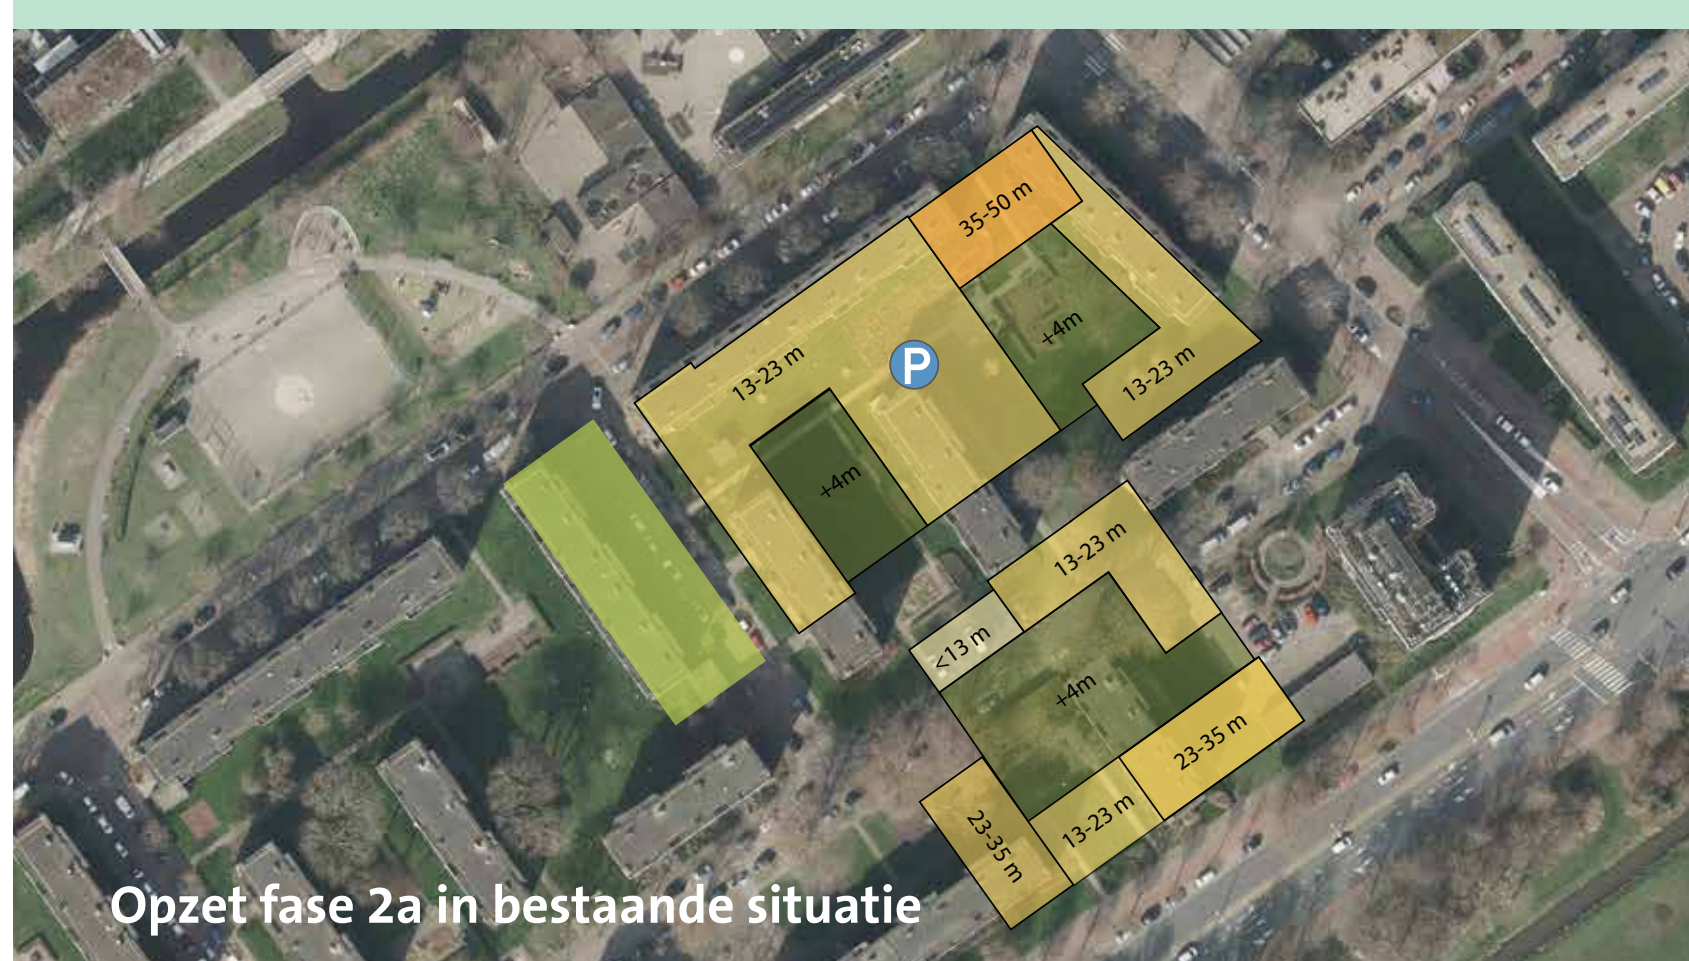 35-50 m
+4m
13-23 m
P
13-23 m
+4m
13-23 m
<13 m
+4m
23-35 m
13-23 m
23-35 m
Opzet fase 2a in bestaande situatie